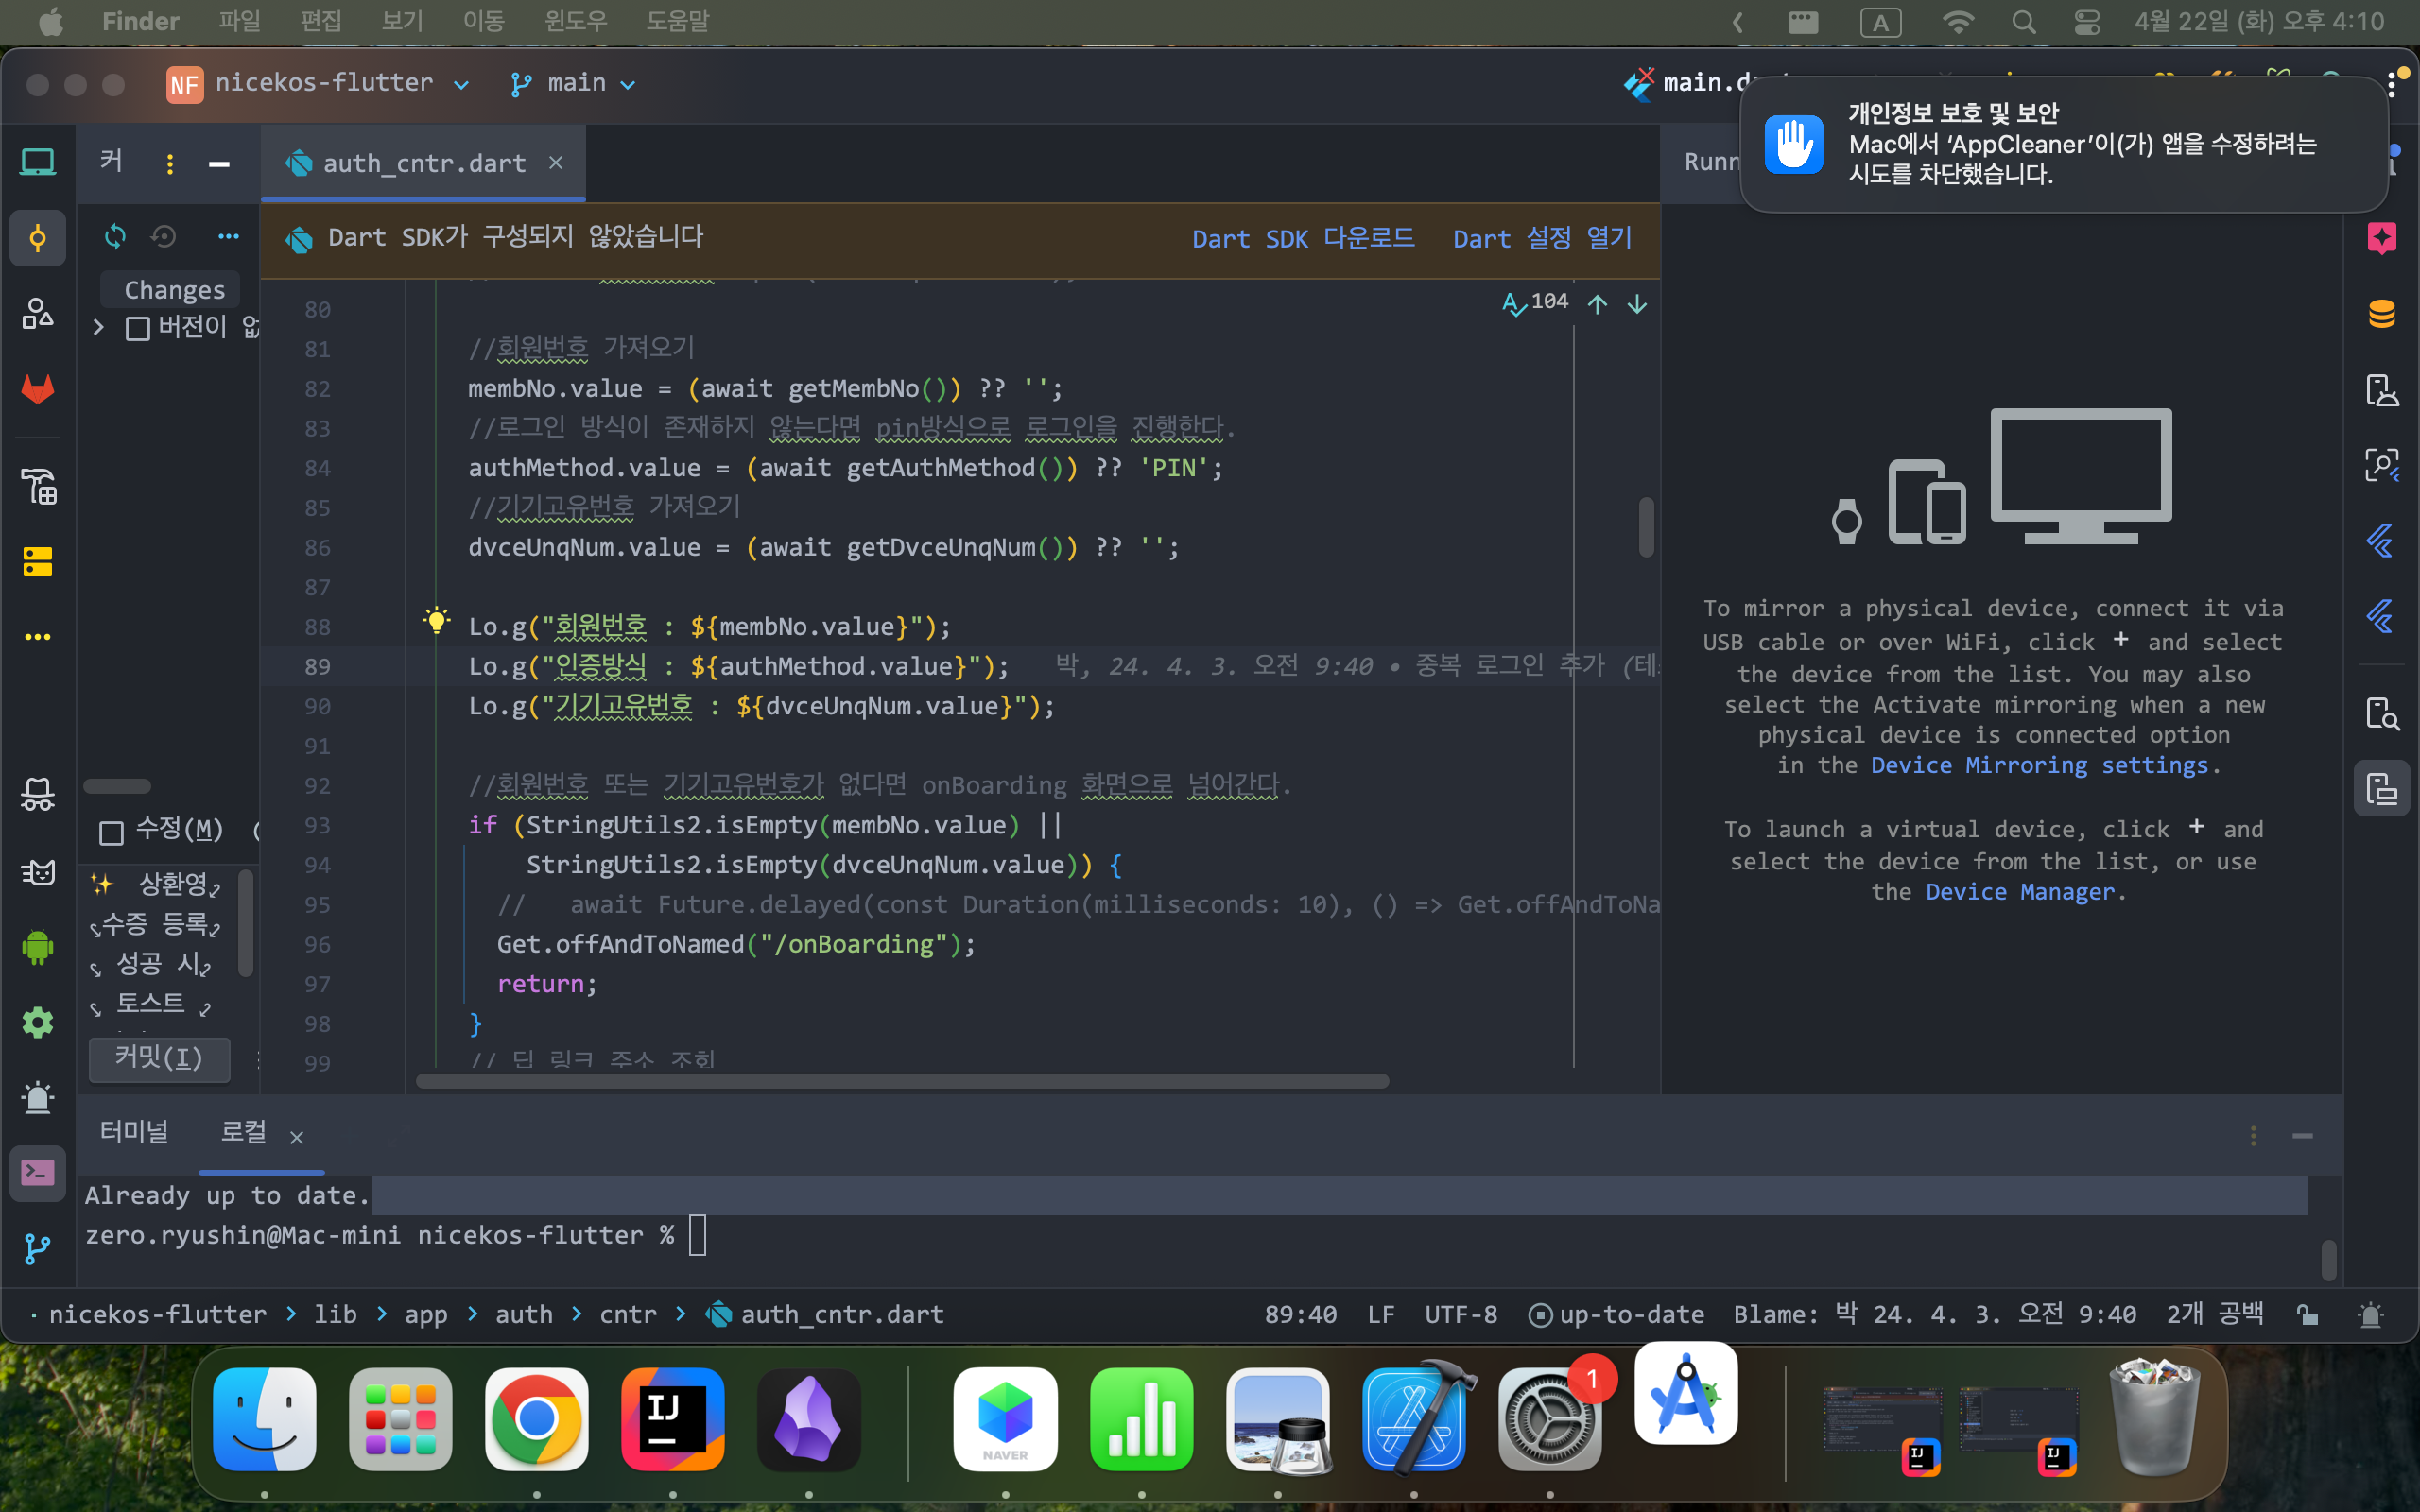 Finder 파일 편집 보기 이동 윈도우 도움말 A 4월 22일 (화) 오후 4:10
NF nicekos-flutter main
개인정보 보호 및 보안
Mac에서 ‘AppCleaner’이(가) 앱을 수정하려는
시도를 차단했습니다.
커
auth_cntr.dart
Dart SDK가 구성되지 않았습니다 Dart SDK 다운로드 Dart 설정 열기
Changes
버전이
104
80
81 //회원번호 가져오기
82 membNo.value = (await getMembNo()) ?? '';
83 //로그인 방식이 존재하지 않는다면 pin방식으로 로그인을 진행한다.
84 authMethod.value = (await getAuthMethod()) ?? 'PIN';
85 //기기고유번호 가져오기
86 dvceUnqNum.value = (await getDvceUnqNum()) ?? '';
87
88 Lo.g("회원번호 : ${membNo.value}");
89 Lo.g("인증방식 : ${authMethod.value}"); 박, 24. 4. 3. 오전 9:40 • 중복 로그인 추가
90 Lo.g("기기고유번호 : ${dvceUnqNum.value}");
91
92 //회원번호 또는 기기고유번호가 없다면 onBoarding 화면으로 넘어간다.
93 if (StringUtils2.isEmpty(membNo.value) ||
94 StringUtils2.isEmpty(dvceUnqNum.value)) {
95 // await Future.delayed(const Duration(milliseconds: 10), () => Get.offAndToNa
96 Get.offAndToNamed("/onBoarding");
97 return;
98 }
99 // 딥 링크 주소 조회
To mirror a physical device, connect it via
USB cable or over WiFi, click + and select
the device from the list. You may also
select the Activate mirroring when a new
physical device is connected option
in the Device Mirroring settings.
To launch a virtual device, click + and
select the device from the list, or use
the Device Manager.
수정(M)
상환영
수증 등록
성공 시
토스트
커밋(I)
터미널 로컬
Already up to date.
zero.ryushin@Mac-mini nicekos-flutter %
nicekos-flutter > lib > app > auth > cntr > auth_cntr.dart 89:40 LF UTF-8 up-to-date Blame: 박 24. 4. 3. 오전 9:40 2개 공백
IJ
NAVER
1
IJ
IJ